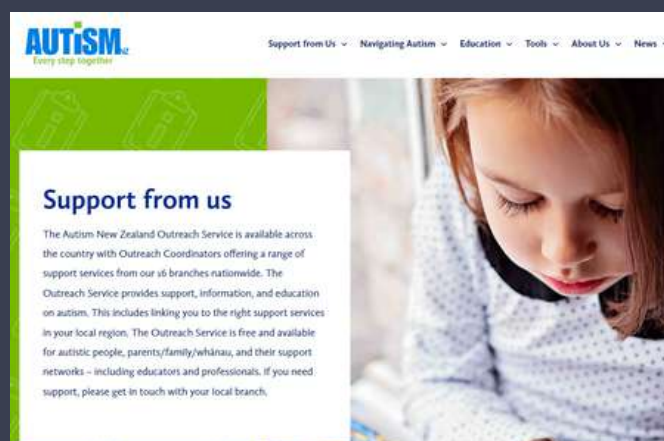 AUTiSM NZ
Every step together
Support from Us
Navigating Autism
Education
Tools
About Us
News
Support from us
The Autism New Zealand Outreach Service is available across
the country with Outreach Coordinators offering a range of
support services from our 16 branches nationwide. The
Outreach Service provides support, information, and education
on autism. This includes linking you to the right support services
in your local region. The Outreach Service is free and available
for autistic people, parents/family/whānau, and their support
networks – including educators and professionals. If you need
support, please get in touch with your local branch.